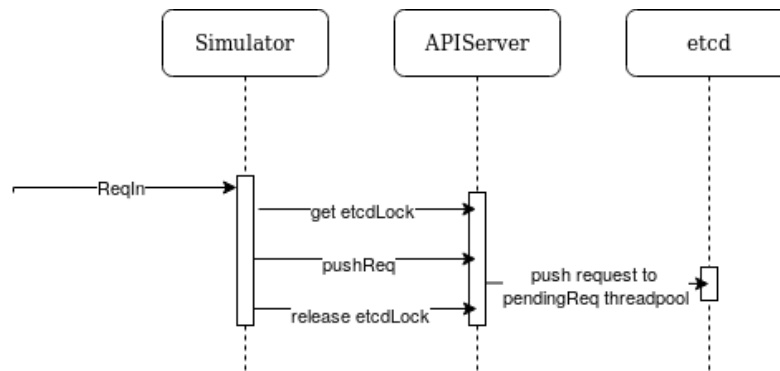 Simulator
APIServer
etcd
ReqIn
get etcdLock
pushReq
push request to
pendingReq threadpool
release etcdLock